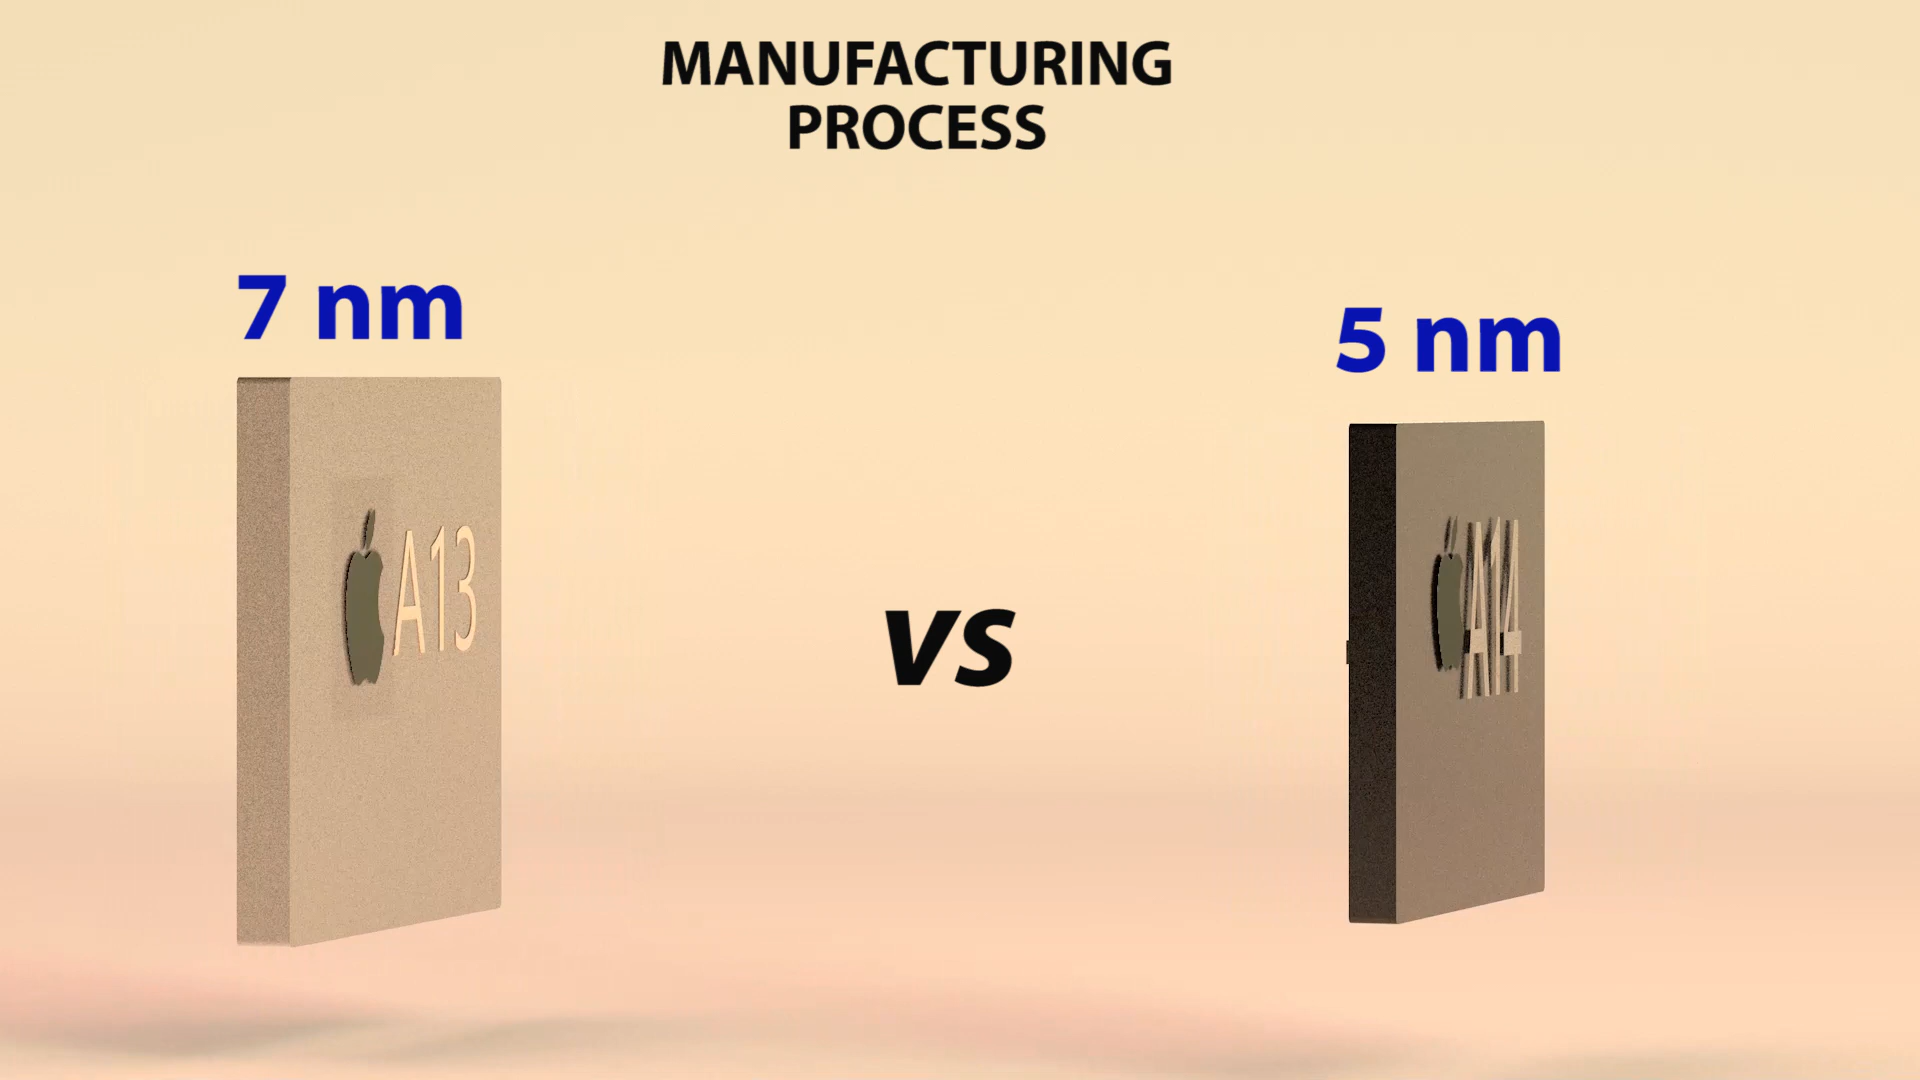 MANUFACTURING
PROCESS
7 nm
5 nm
A13
VS
A14